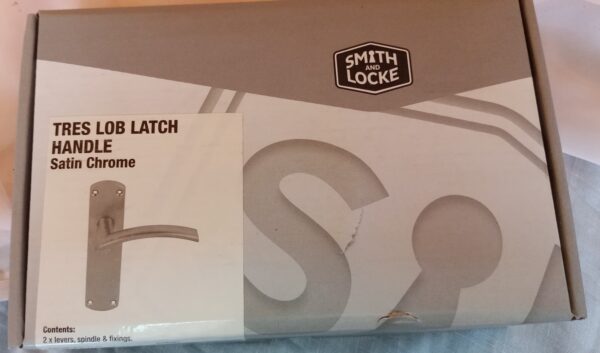 SMITH
AND
LOCKE
TRES LOB LATCH
HANDLE
Satin Chrome
Contents:
2 x levers, spindle & fixings.